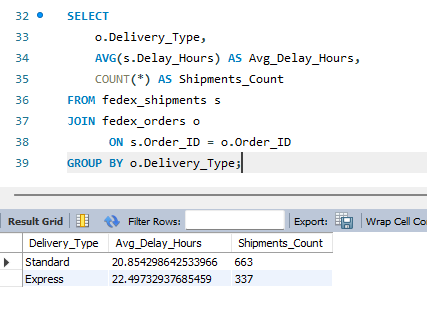 32 SELECT
33 o.Delivery_Type,
34 AVG(s.Delay_Hours) AS Avg_Delay_Hours,
35 COUNT(*) AS Shipments_Count
36 FROM fedex_shipments s
37 JOIN fedex_orders o
38 ON s.Order_ID = o.Order_ID
39 GROUP BY o.Delivery_Type;
Result Grid Filter Rows: Export: Wrap Cell Co
Delivery_Type Avg_Delay_Hours Shipments_Count
Standard 20.854298642533966 663
Express 22.49732937685459 337